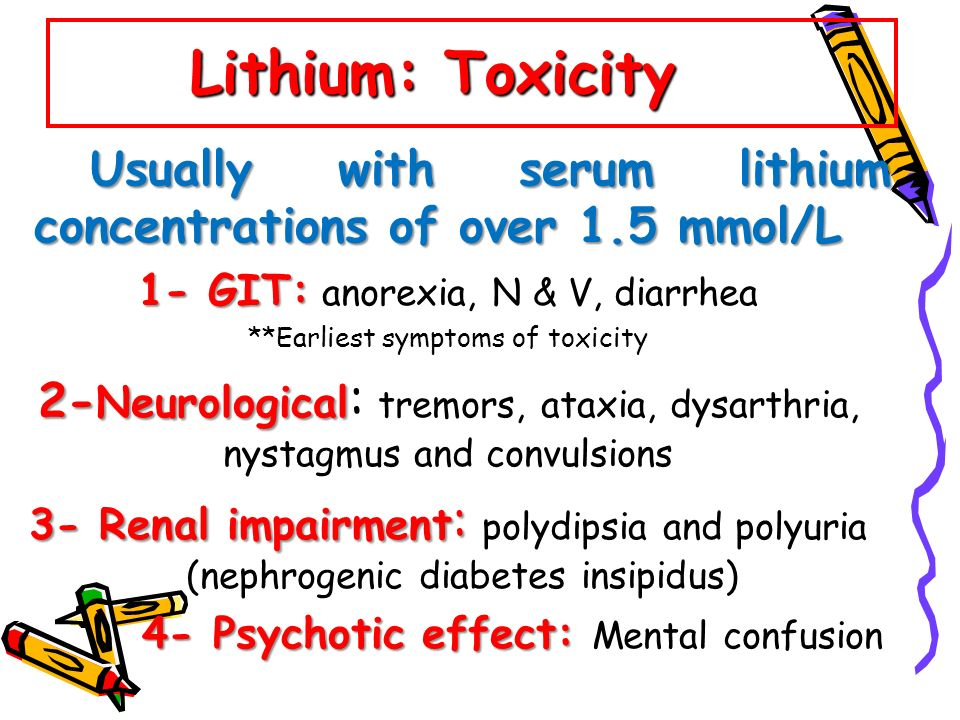 Lithium: Toxicity
Usually with serum lithium
concentrations of over 1.5 mmol/L
1- GIT: anorexia, N & V, diarrhea
**Earliest symptoms of toxicity
2-Neurological: tremors, ataxia, dysarthria,
nystagmus and convulsions
3- Renal impairment: polydipsia and polyuria
(nephrogenic diabetes insipidus)
4- Psychotic effect: Mental confusion